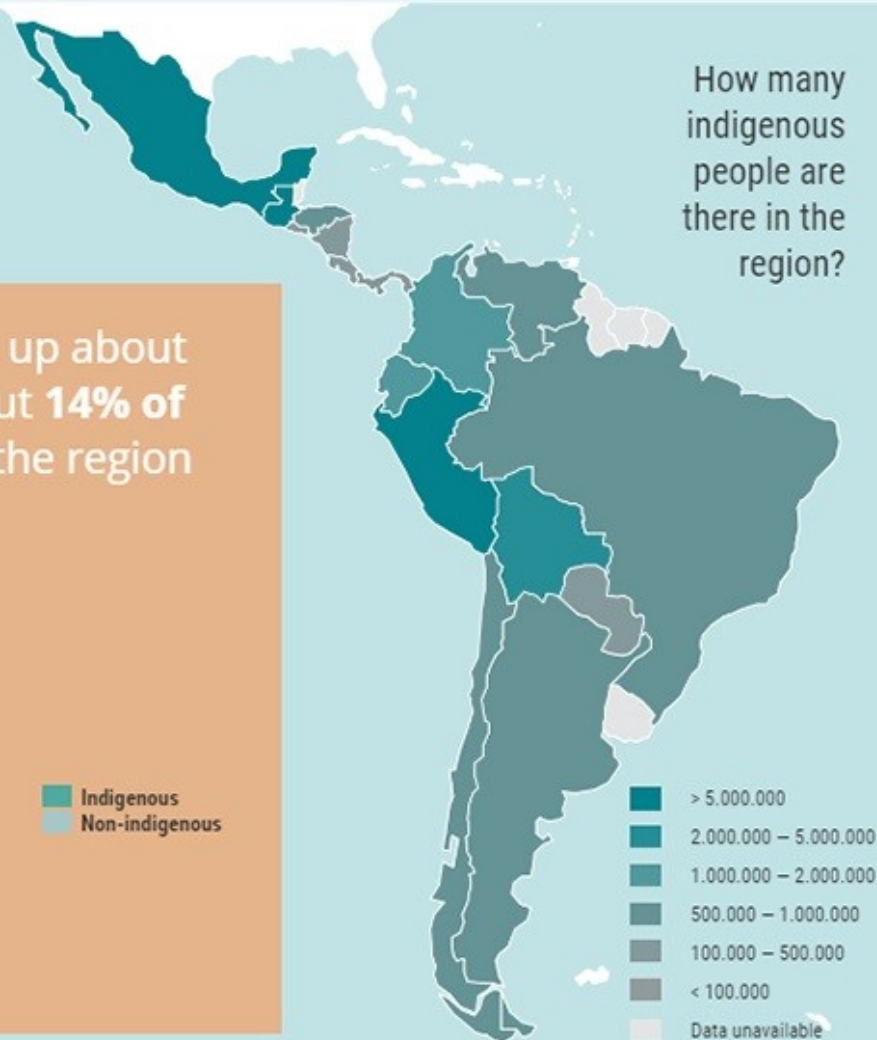 How many
indigenous
people are
there in the
region?
up about
ut 14% of
the region
Indigenous
Non-indigenous
> 5.000.000
2.000.000 – 5.000.000
1.000.000 – 2.000.000
500.000 – 1.000.000
100.000 – 500.000
< 100.000
Data unavailable